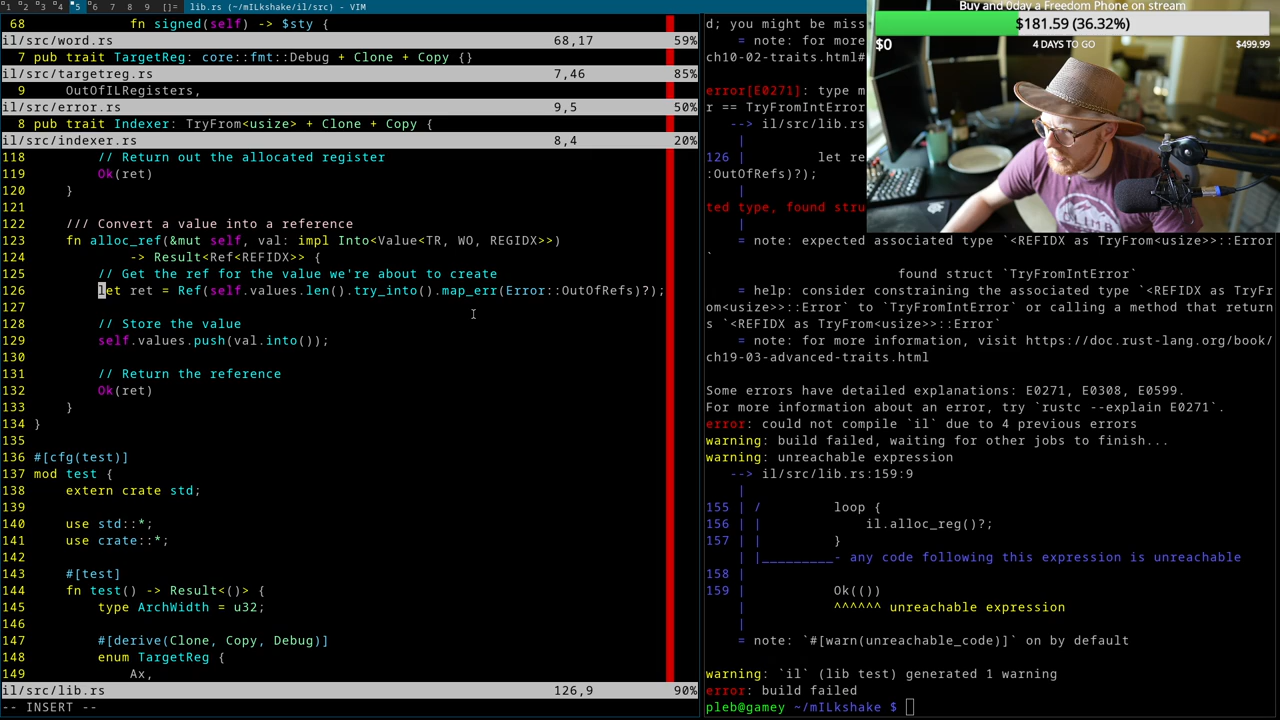 1 2 3 4 5 6 7 8 9 []= lib.rs (~/mILkshake/il/src) - VIM
68 fn signed(self) -> $sty {
il/src/word.rs 68,17 59%
7 pub trait TargetReg: core::fmt::Debug + Clone + Copy {}
il/src/targetreg.rs 7,46 85%
9 OutOfILRegisters,
il/src/error.rs 9,5 50%
8 pub trait Indexer: TryFrom<usize> + Clone + Copy {
il/src/indexer.rs 8,4 20%
118 // Return out the allocated register
119 Ok(ret)
120 }
121
122 /// Convert a value into a reference
123 fn alloc_ref(&mut self, val: impl Into<Value<TR, WO, REGIDX>>)
124 -> Result<Ref<REFIDX>> {
125 // Get the ref for the value we're about to create
126 let ret = Ref(self.values.len().try_into().map_err(Error::OutOfRefs)?);
127
128 // Store the value
129 self.values.push(val.into());
130
131 // Return the reference
132 Ok(ret)
133 }
134 }
135
136 #[cfg(test)]
137 mod test {
138 extern crate std;
139
140 use std::*;
141 use crate::*;
142
143 #[test]
144 fn test() -> Result<()> {
145 type ArchWidth = u32;
146
147 #[derive(Clone, Copy, Debug)]
148 enum TargetReg {
149 Ax,
il/src/lib.rs 126,9 90%
-- INSERT --
d; you might be miss
= note: for more
ch10-02-traits.html#
error[E0271]: type m
r == TryFromIntError
--> il/src/lib.rs
|
126 | let re
:OutOfRefs)?);
|
ted type, found stru
|
= note: expected associated type `<REFIDX as TryFrom<usize>>::Error
`
found struct `TryFromIntError`
= help: consider constraining the associated type `<REFIDX as TryFr
om<usize>>::Error` to `TryFromIntError` or calling a method that return
s `<REFIDX as TryFrom<usize>>::Error`
= note: for more information, visit https://doc.rust-lang.org/book/
ch19-03-advanced-traits.html
Some errors have detailed explanations: E0271, E0308, E0599.
For more information about an error, try `rustc --explain E0271`.
error: could not compile `il` due to 4 previous errors
warning: build failed, waiting for other jobs to finish...
warning: unreachable expression
--> il/src/lib.rs:159:9
|
155 | / loop {
156 | | il.alloc_reg()?;
157 | | }
| |_________- any code following this expression is unreachable
158 |
159 | Ok(())
| ^^^^^^ unreachable expression
|
= note: `#[warn(unreachable_code)]` on by default
warning: `il` (lib test) generated 1 warning
error: build failed
pleb@gamey ~/mILkshake $
Buy and 0day a Freedom Phone on stream
$181.59 (36.32%)
$0 4 DAYS TO GO $499.99